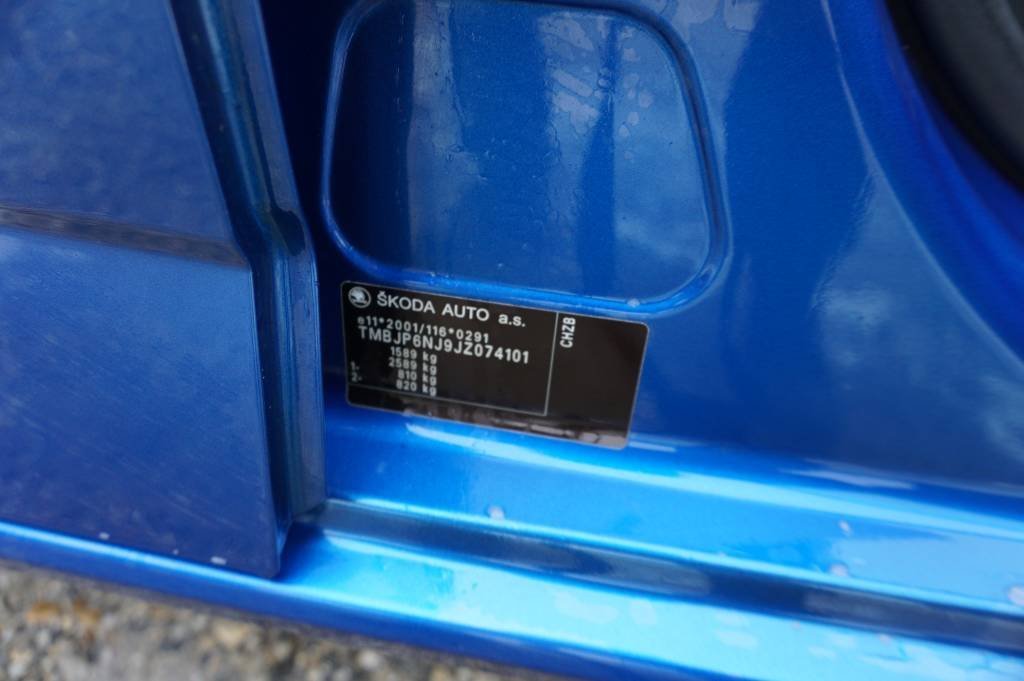 ŠKODA AUTO a.s.
e11*2001/116*0291
TMBJP6NJ9JZ074101
1589 kg
2589 kg
1- 810 kg
2- 820 kg
CHZB